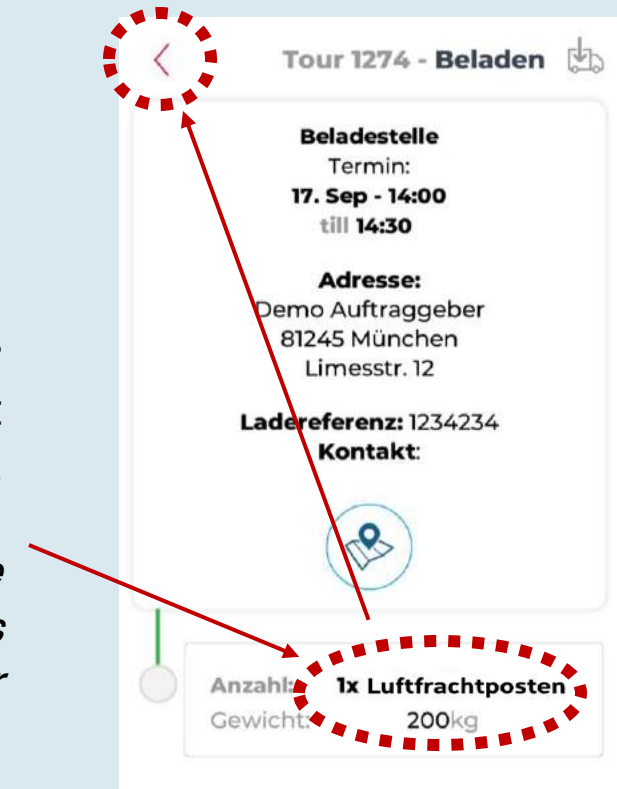 Tour 1274 - Beladen
Beladestelle
Termin:
17. Sep - 14:00
till 14:30
Adresse:
Demo Auftraggeber
81245 München
Limesstr. 12
Ladereferenz: 1234234
Kontakt:
Anzahl: 1x Luftfrachtposten
Gewicht: 200kg